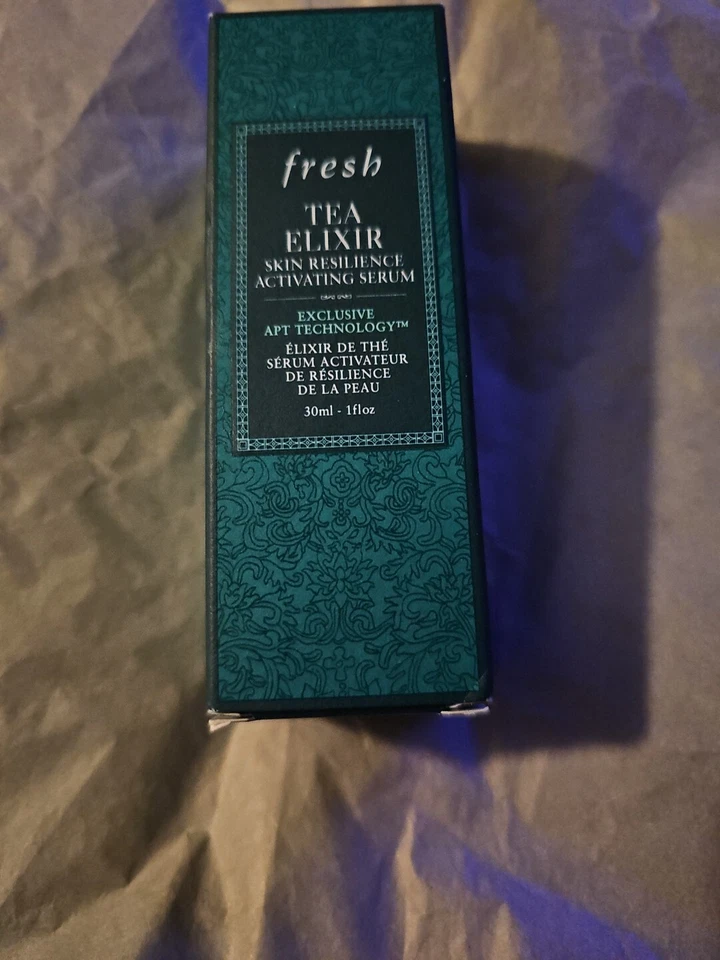 fresh
TEA
ELIXIR
SKIN RESILIENCE
ACTIVATING SERUM
EXCLUSIVE
APT TECHNOLOGY™
ÉLIXIR DE THÉ
SÉRUM ACTIVATEUR
DE RÉSILIENCE
DE LA PEAU
30ml - 1floz